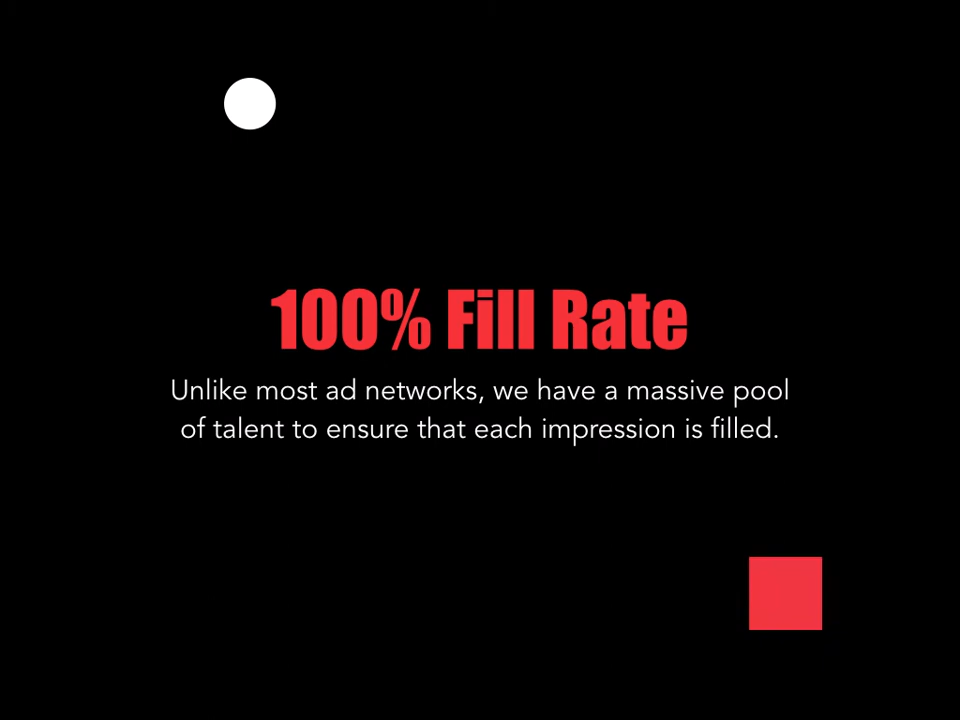 100% Fill Rate
Unlike most ad networks, we have a massive pool
of talent to ensure that each impression is filled.